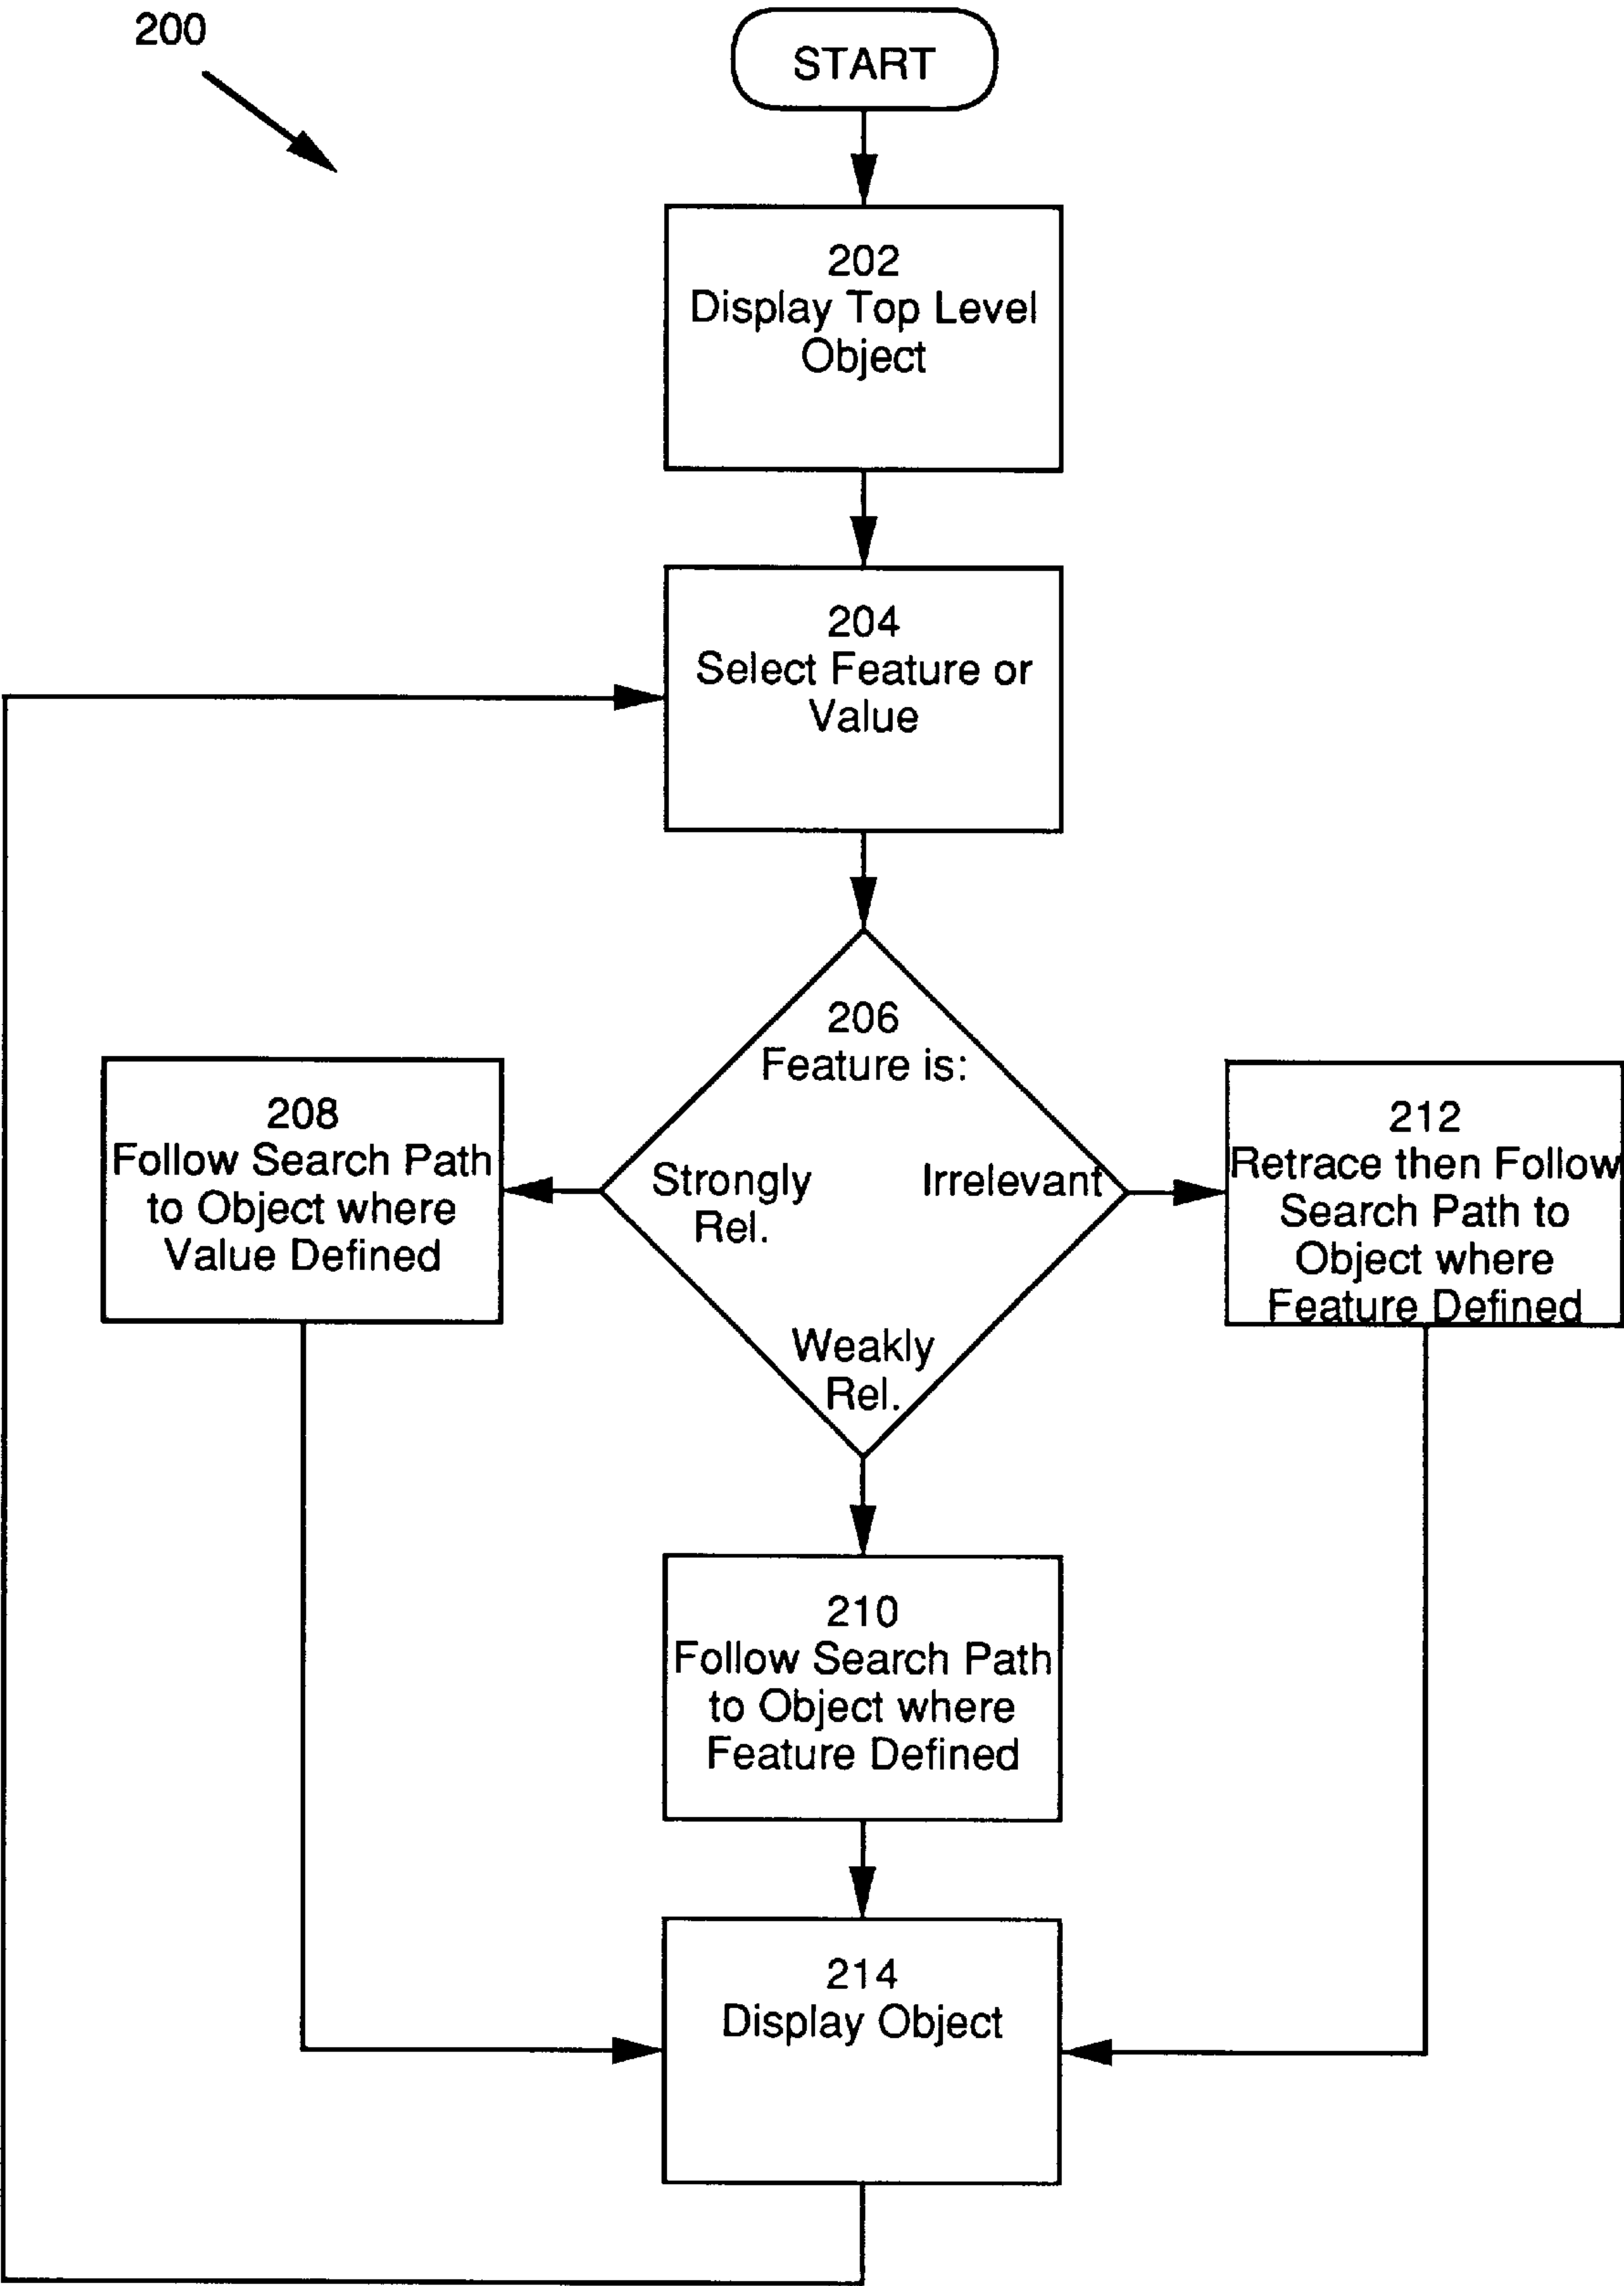 200
START
202
Display Top Level
Object
204
Select Feature or
Value
206
Feature is:
Strongly
Rel.
Irrelevant
Weakly
Rel.
208
Follow Search Path
to Object where
Value Defined
212
Retrace then Follow
Search Path to
Object where
Feature Defined
210
Follow Search Path
to Object where
Feature Defined
214
Display Object